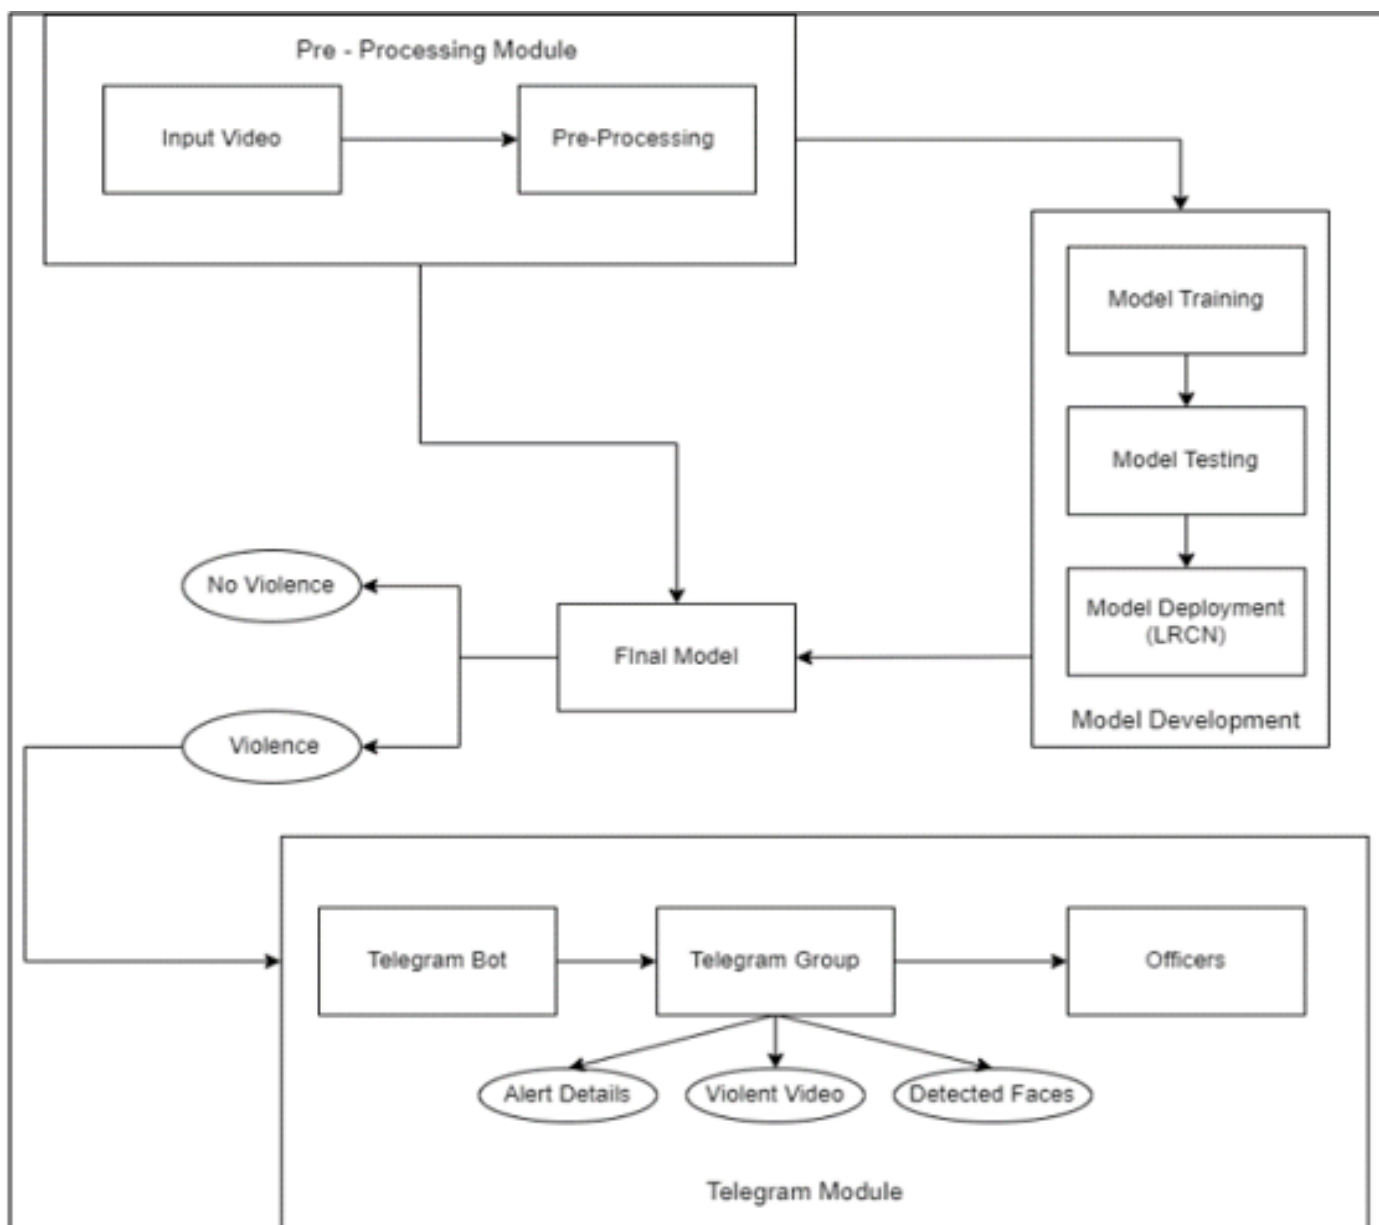 Pre - Processing Module
Input Video
Pre-Processing
Model Training
Model Testing
Model Deployment
(LRCN)
Model Development
No Violence
FInal Model
Violence
Telegram Bot
Telegram Group
Officers
Alert Details
Violent Video
Detected Faces
Telegram Module